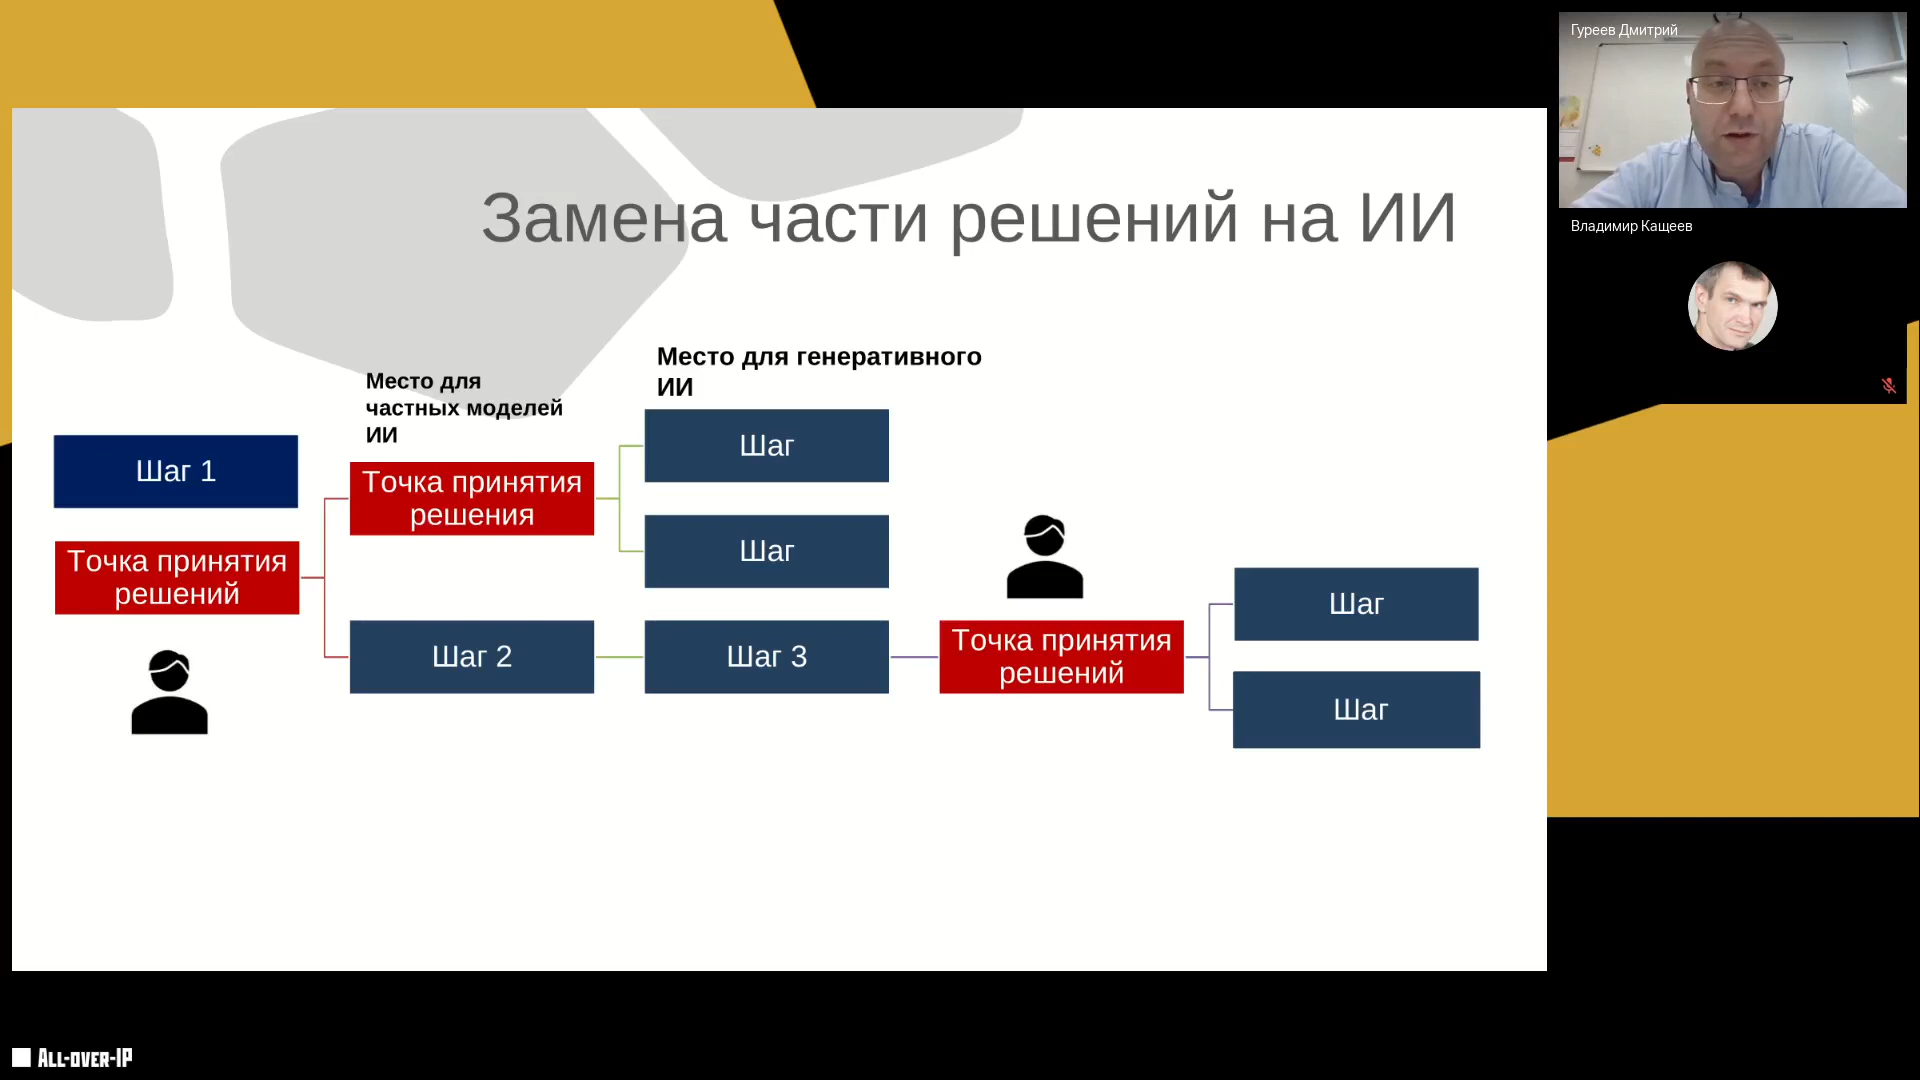 Гуреев Дмитрий
Владимир Кащеев
Замена части решений на ИИ
Место для генеративного
ИИ
Место для
частных моделей
ИИ
Шаг 1
Точка принятия
решений
Точка принятия
решения
Шаг
Шаг
Шаг 2
Шаг 3
Точка принятия
решений
Шаг
Шаг
ALL-OVER-IP